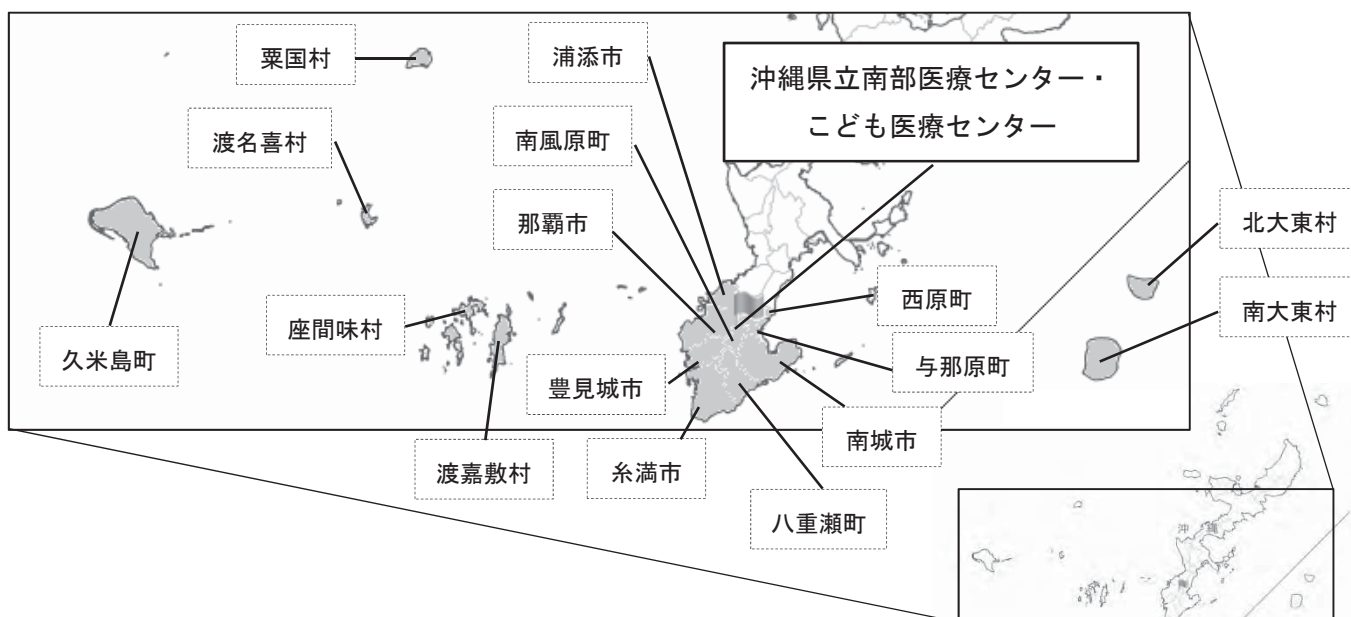 粟国村
浦添市
沖縄県立南部医療センター・
こども医療センター
渡名喜村
南風原町
那覇市
北大東村
座間味村
西原町
南大東村
久米島町
与那原町
豊見城市
南城市
渡嘉敷村
糸満市
八重瀬町
沖縄